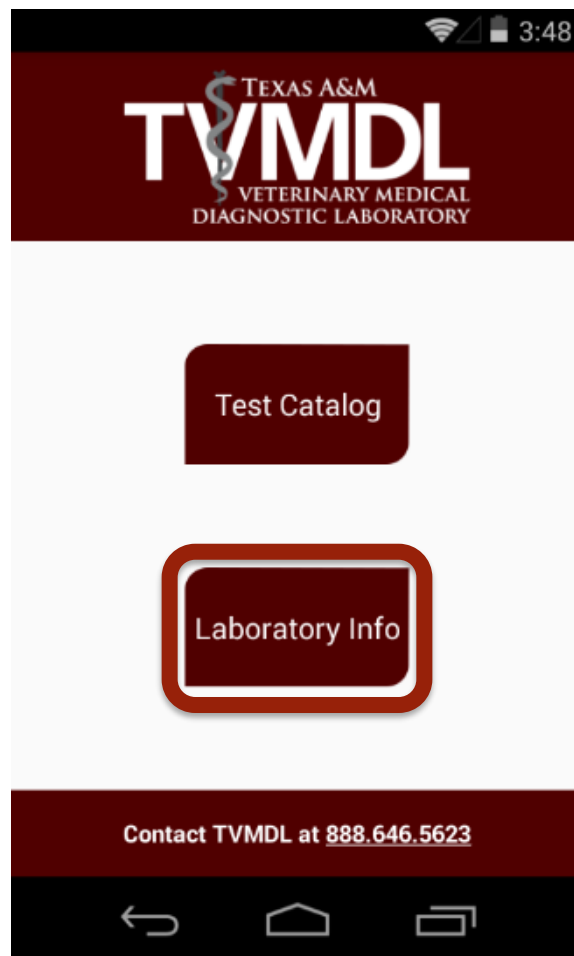 3:48
TEXAS A&M
TVMDL
VETERINARY MEDICAL
DIAGNOSTIC LABORATORY
Test Catalog
Laboratory Info
Contact TVMDL at 888.646.5623